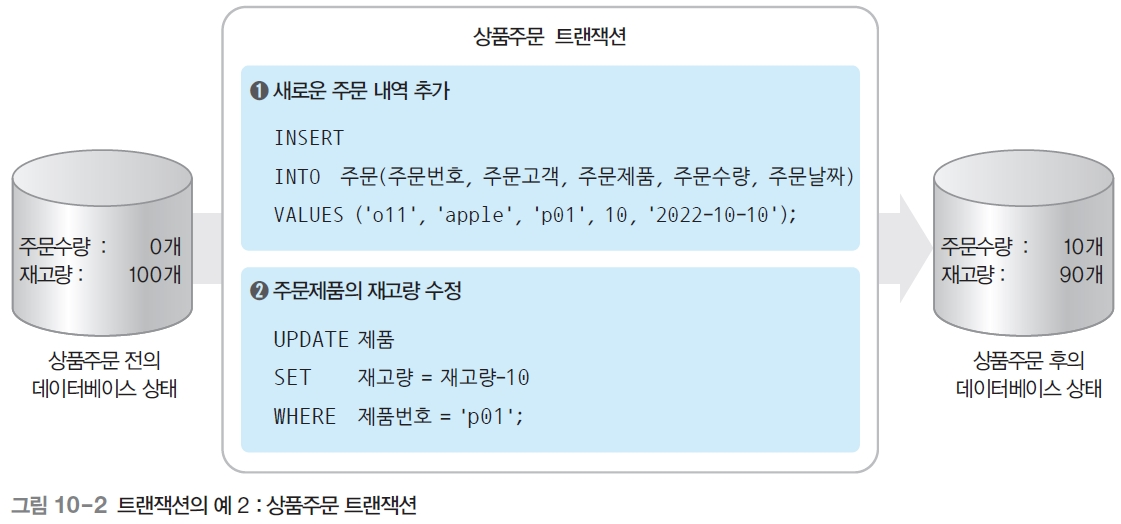 상품주문 트랜잭션
❶ 새로운 주문 내역 추가
INSERT
INTO 주문(주문번호, 주문고객, 주문제품, 주문수량, 주문날짜)
VALUES ('o11', 'apple', 'p01', 10, '2022-10-10');
주문수량 : 0개
재고량 : 100개
상품주문 전의
데이터베이스 상태
❷ 주문제품의 재고량 수정
UPDATE 제품
SET 재고량 = 재고량-10
WHERE 제품번호 = 'p01';
주문수량 : 10개
재고량 : 90개
상품주문 후의
데이터베이스 상태
그림 10-2 트랜잭션의 예 2 : 상품주문 트랜잭션